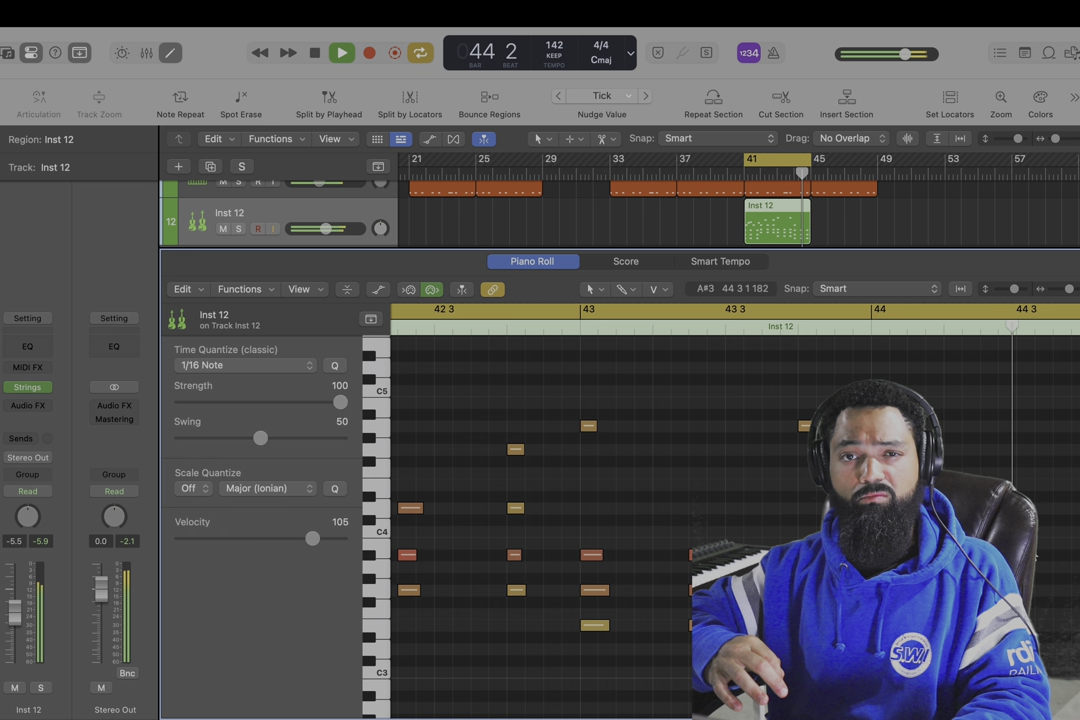 44 2
BAR BEAT
142
KEEP
TEMPO
4/4
Cmaj
S
1234
Articulation
Track Zoom
Note Repeat
Spot Erase
Split by Playhead
Split by Locators
Bounce Regions
Tick
Nudge Value
Repeat Section
Cut Section
Insert Section
Set Locators
Zoom
Colors
Region: Inst 12
Edit
Functions
View
Snap: Smart
Drag: No Overlap
Track: Inst 12
S
21 25 29 33 37 41 45 49 53 57
M S R I
12
Inst 12
M S R I
Inst 12
Piano Roll
Score
Smart Tempo
Edit
Functions
View
A#3 44 3 1 182
Snap: Smart
42 3 43 43 3 44 44 3
Inst 12
on Track Inst 12
Inst 12
Time Quantize (classic)
1/16 Note
Q
Strength 100
Swing 50
Scale Quantize
Off
Major (Ionian)
Q
Velocity 105
C5
C4
C3
Setting
EQ
MIDI FX
Strings
Audio FX
Sends
Stereo Out
Group
Read
-5.5 -5.9
M S
Inst 12
Setting
EQ
Audio FX
Mastering
Group
Read
0.0 -2.1
Bnc
M
Stereo Out
S.W.I
rdi